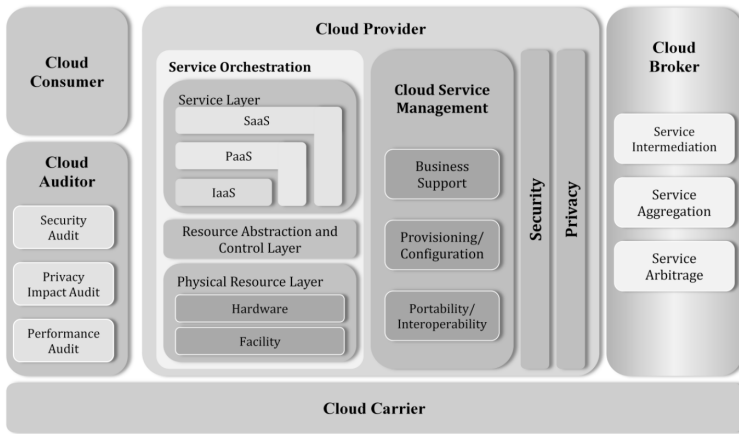 Cloud
Consumer
Cloud
Auditor
Security
Audit
Privacy
Impact Audit
Performance
Audit
Cloud Provider
Service Orchestration
Service Layer
SaaS
PaaS
IaaS
Resource Abstraction and
Control Layer
Physical Resource Layer
Hardware
Facility
Cloud Service
Management
Business
Support
Provisioning/
Configuration
Portability/
Interoperability
Security
Privacy
Cloud
Broker
Service
Intermediation
Service
Aggregation
Service
Arbitrage
Cloud Carrier